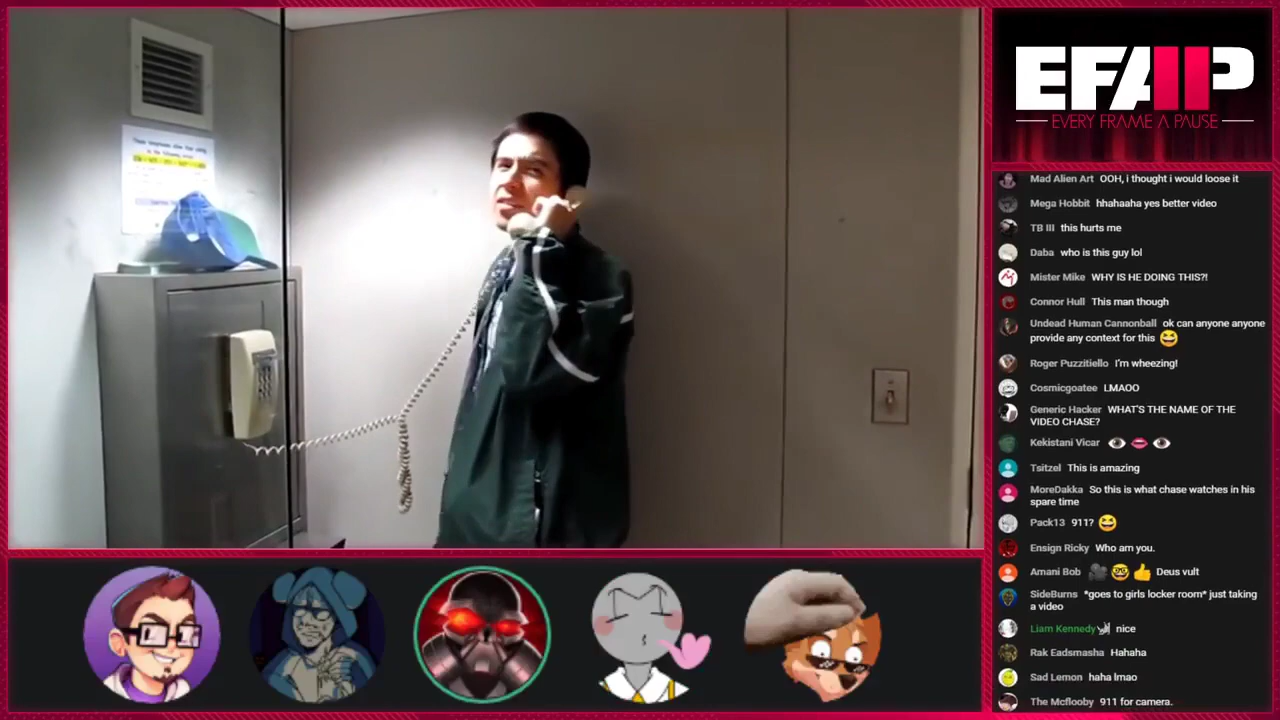 EFAP
EVERY FRAME A PAUSE
Mad Alien Art OOH, i thought i would loose it
Mega Hobbit hhahaaha yes better video
TB III this hurts me
Daba who is this guy lol
Mister Mike WHY IS HE DOING THIS?!
Connor Hull This man though
Undead Human Cannonball ok can anyone anyone
provide any context for this 😆
Roger Puzzitiello I'm wheezing!
Cosmicgoatee LMAOO
Generic Hacker WHAT'S THE NAME OF THE
VIDEO CHASE?
Kekistani Vicar 👁 👄 👁
Tsitzel This is amazing
MoreDakka So this is what chase watches in his
spare time
Pack13 911? 😆
Ensign Ricky Who am you.
Amani Bob 🎥 🤓 👍 Deus vult
SideBurns *goes to girls locker room* just taking
a video
Liam Kennedy nice
Rak Eadsmasha Hahaha
Sad Lemon haha lmao
The Mcflooby 911 for camera.